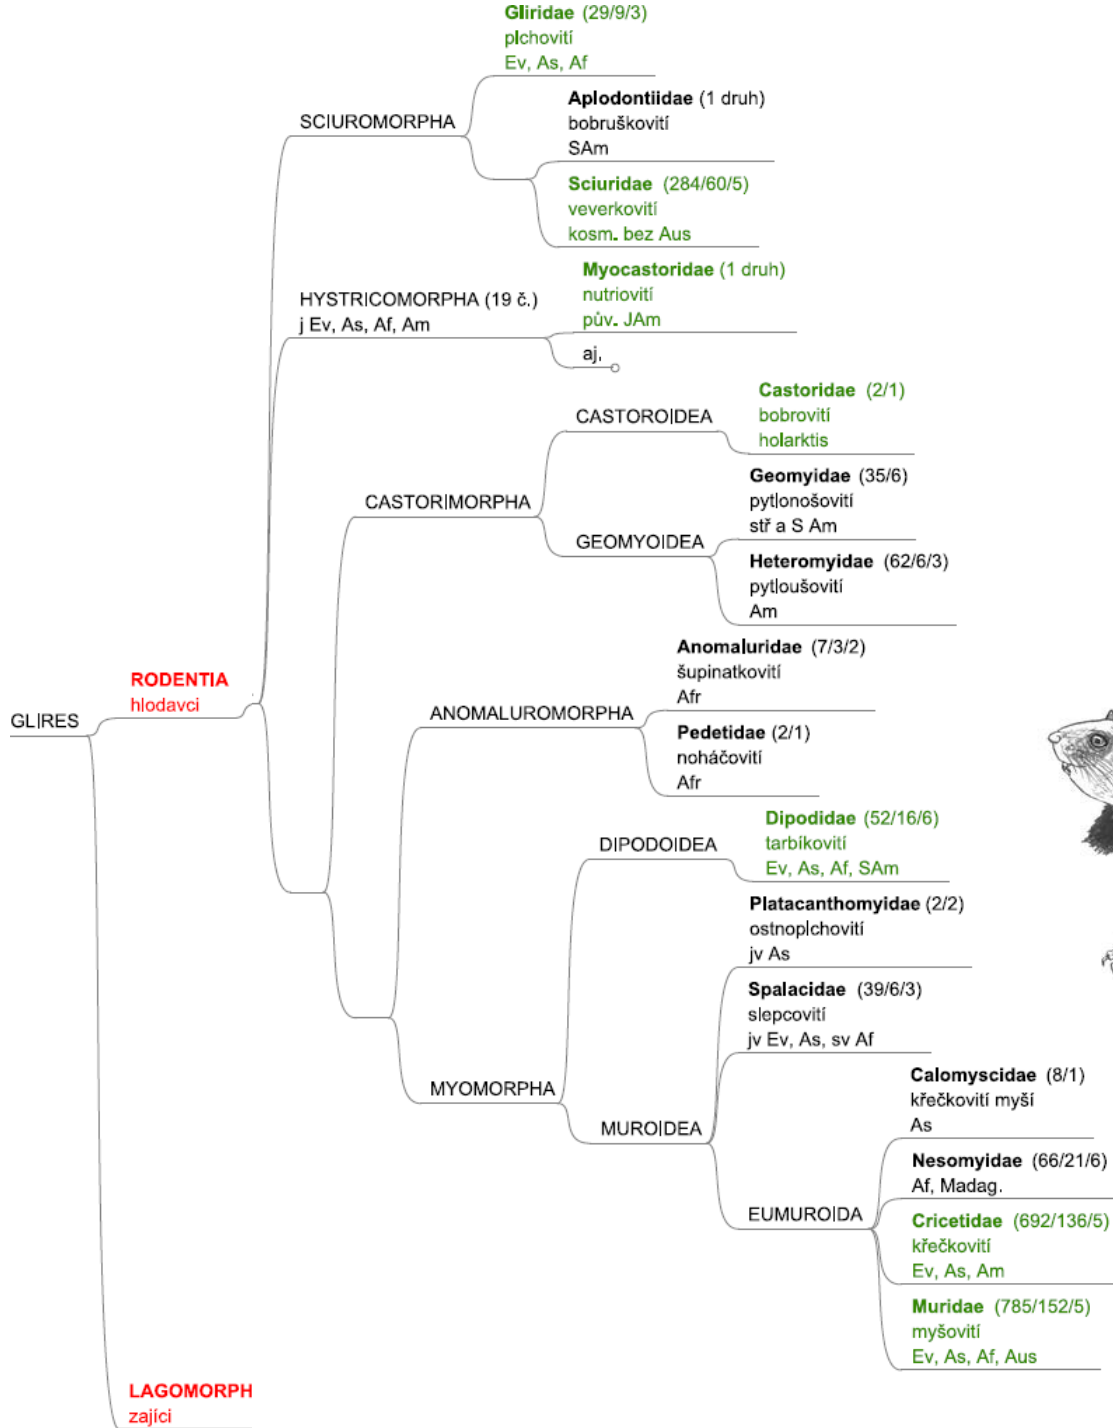 Gliridae (29/9/3)
plchovití
Ev, As, Af
Aplodontiidae (1 druh)
bobruškovití
SAm
SCIUROMORPHA
Sciuridae (284/60/5)
veverkovití
kosm. bez Aus
Myocastoridae (1 druh)
nutriovití
pův. JAm
HYSTRICOMORPHA (19 č.)
j Ev, As, Af, Am
aj.
Castoridae (2/1)
bobrovití
holarktis
CASTOROIDEA
Geomyidae (35/6)
pytlonošovití
stř a S Am
CASTORIMORPHA
GEOMYOIDEA
Heteromyidae (62/6/3)
pytloušovití
Am
Anomaluridae (7/3/2)
šupinatkovití
Afr
RODENTIA
hlodavci
GLIRES
ANOMALUROMORPHA
Pedetidae (2/1)
noháčovití
Afr
Dipodidae (52/16/6)
tarbíkovití
Ev, As, Af, SAm
DIPODOIDEA
Platacanthomyidae (2/2)
ostnoplchovití
jv As
Spalacidae (39/6/3)
slepcovití
jv Ev, As, sv Af
MYOMORPHA
MUROIDEA
Calomyscidae (8/1)
křečkovití myší
As
Nesomyidae (66/21/6)
Af, Madag.
EUMUROIDA
Cricetidae (692/136/5)
křečkovití
Ev, As, Am
Muridae (785/152/5)
myšovití
Ev, As, Af, Aus
LAGOMORPH
zajíci